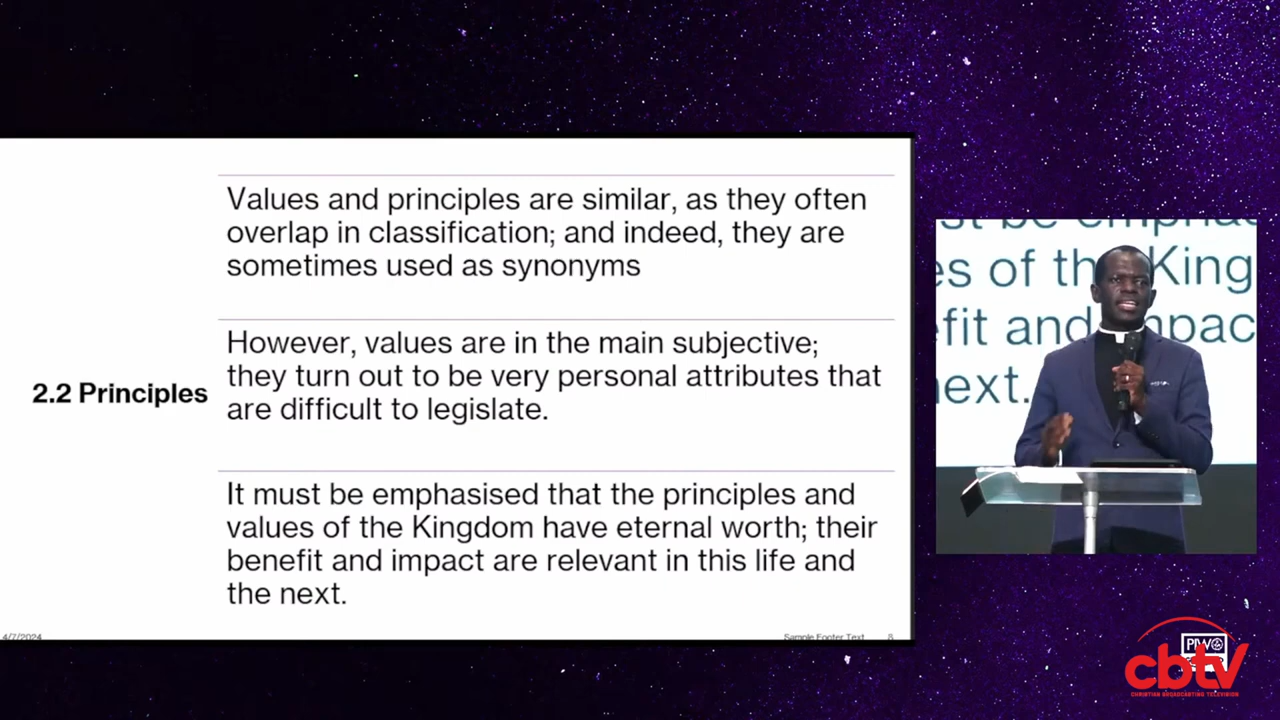 Values and principles are similar, as they often
overlap in classification; and indeed, they are
sometimes used as synonyms
2.2 Principles
However, values are in the main subjective;
they turn out to be very personal attributes that
are difficult to legislate.
It must be emphasised that the principles and
values of the Kingdom have eternal worth; their
benefit and impact are relevant in this life and
the next.
4/7/2024
Sample Footer Text
8
es of the King
fit and impac
ext.
PIWC
cbtv
CHRISTIAN BROADCASTING TELEVISION